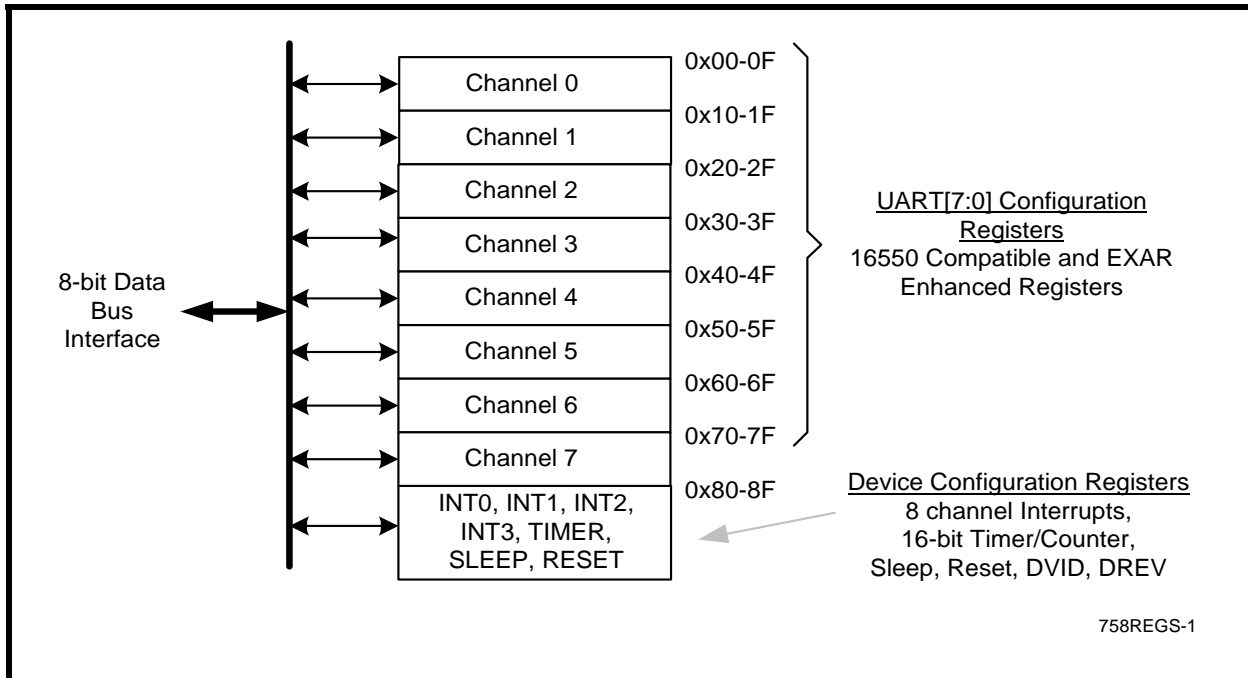 8-bit Data
Bus
Interface
Channel 0
Channel 1
Channel 2
Channel 3
Channel 4
Channel 5
Channel 6
Channel 7
INT0, INT1, INT2,
INT3, TIMER,
SLEEP, RESET
0x00-0F
0x10-1F
0x20-2F
0x30-3F
0x40-4F
0x50-5F
0x60-6F
0x70-7F
0x80-8F
UART[7:0] Configuration
Registers
16550 Compatible and EXAR
Enhanced Registers
Device Configuration Registers
8 channel Interrupts,
16-bit Timer/Counter,
Sleep, Reset, DVID, DREV
758REGS-1